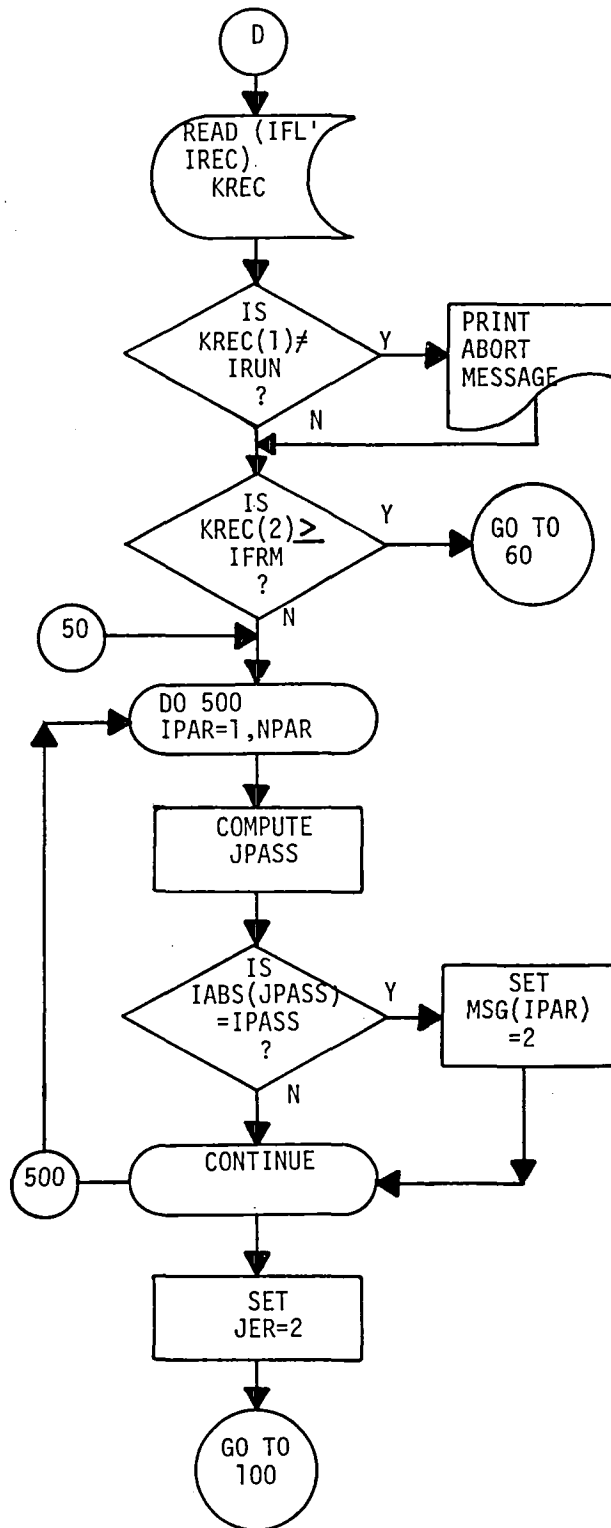 D
READ (IFL'
IREC)
KREC
IS
KREC(1)≠
IRUN
?
Y
PRINT
ABORT
MESSAGE
N
IS
KREC(2)≥
IFRM
?
Y
GO TO
60
N
50
DO 500
IPAR=1,NPAR
COMPUTE
JPASS
IS
IABS(JPASS)
=IPASS
?
Y
SET
MSG(IPAR)
=2
N
500
CONTINUE
SET
JER=2
GO TO
100